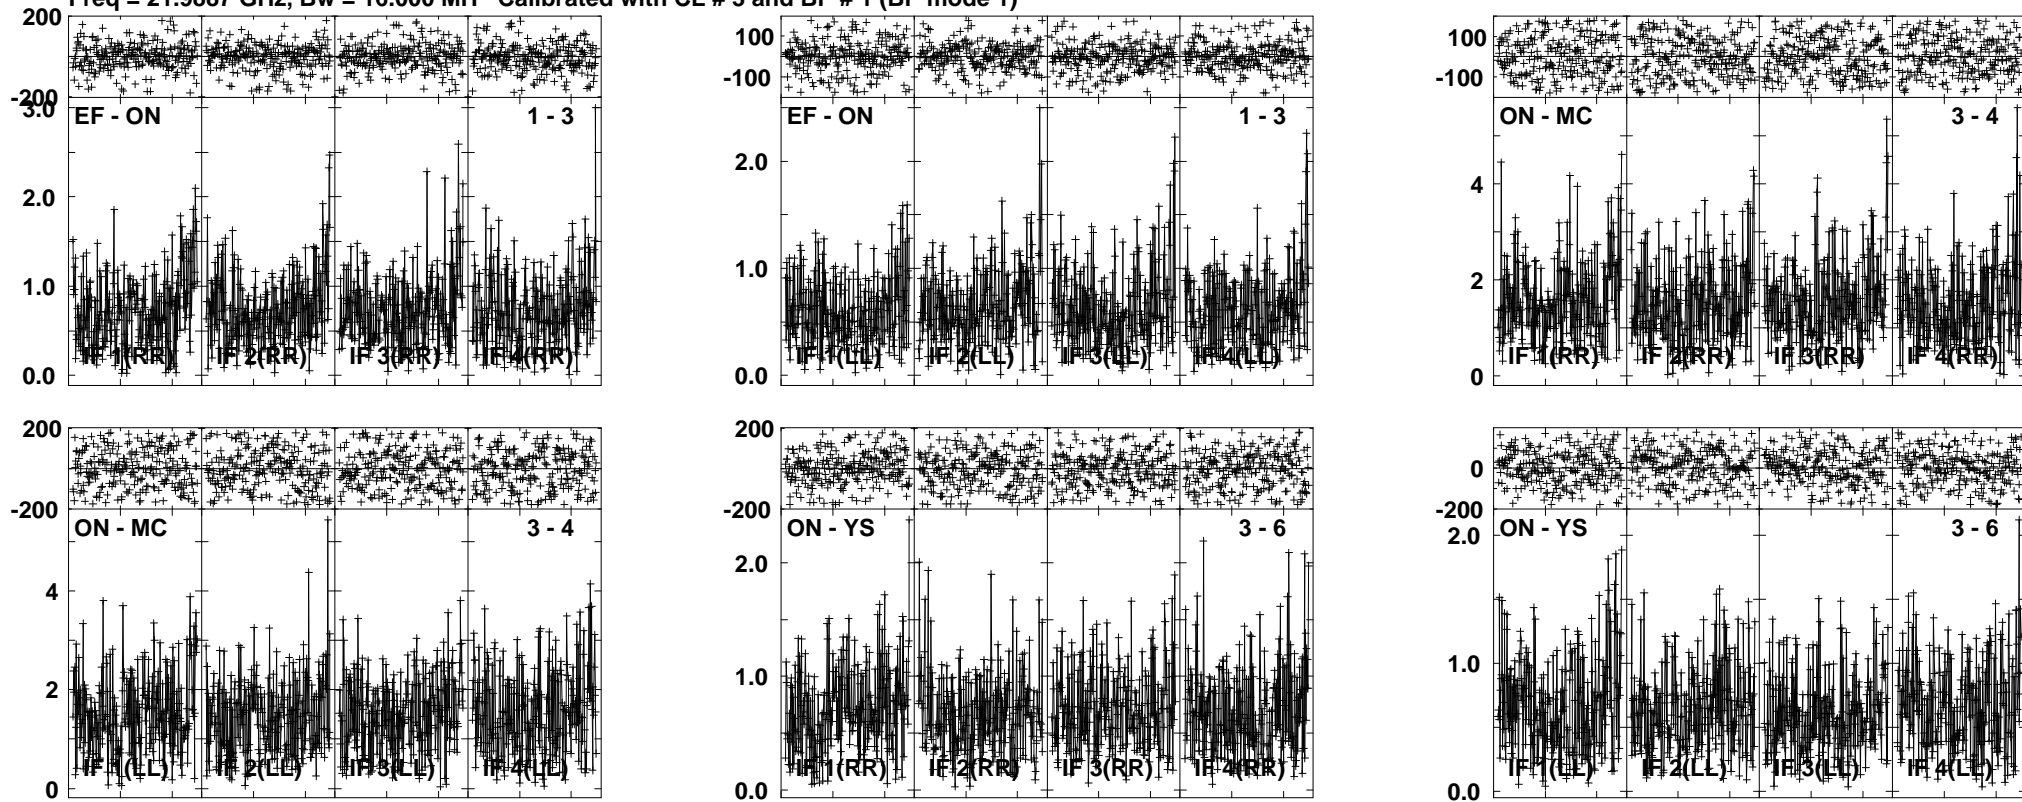 Freq = 21.9887 GHz, Bw = 16.000 MH Calibrated with CL # 3 and BP # 1 (BP mode 1)
200
-200
3.0
2.0
1.0
0.0
EF - ON
1 - 3
IF 1(RR)
IF 2(RR)
IF 3(RR)
IF 4(RR)
100
-100
2.0
1.0
0.0
EF - ON
1 - 3
IF 1(LL)
IF 2(LL)
IF 3(LL)
IF 4(LL)
100
-100
4
2
0
ON - MC
3 - 4
IF 1(RR)
IF 2(RR)
IF 3(RR)
IF 4(RR)
200
-200
4
2
0
ON - MC
3 - 4
IF 1(LL)
IF 2(LL)
IF 3(LL)
IF 4(LL)
200
-200
2.0
1.0
0.0
ON - YS
3 - 6
IF 1(RR)
IF 2(RR)
IF 3(RR)
IF 4(RR)
0
-200
2.0
1.0
0.0
ON - YS
3 - 6
IF 1(LL)
IF 2(LL)
IF 3(LL)
IF 4(LL)